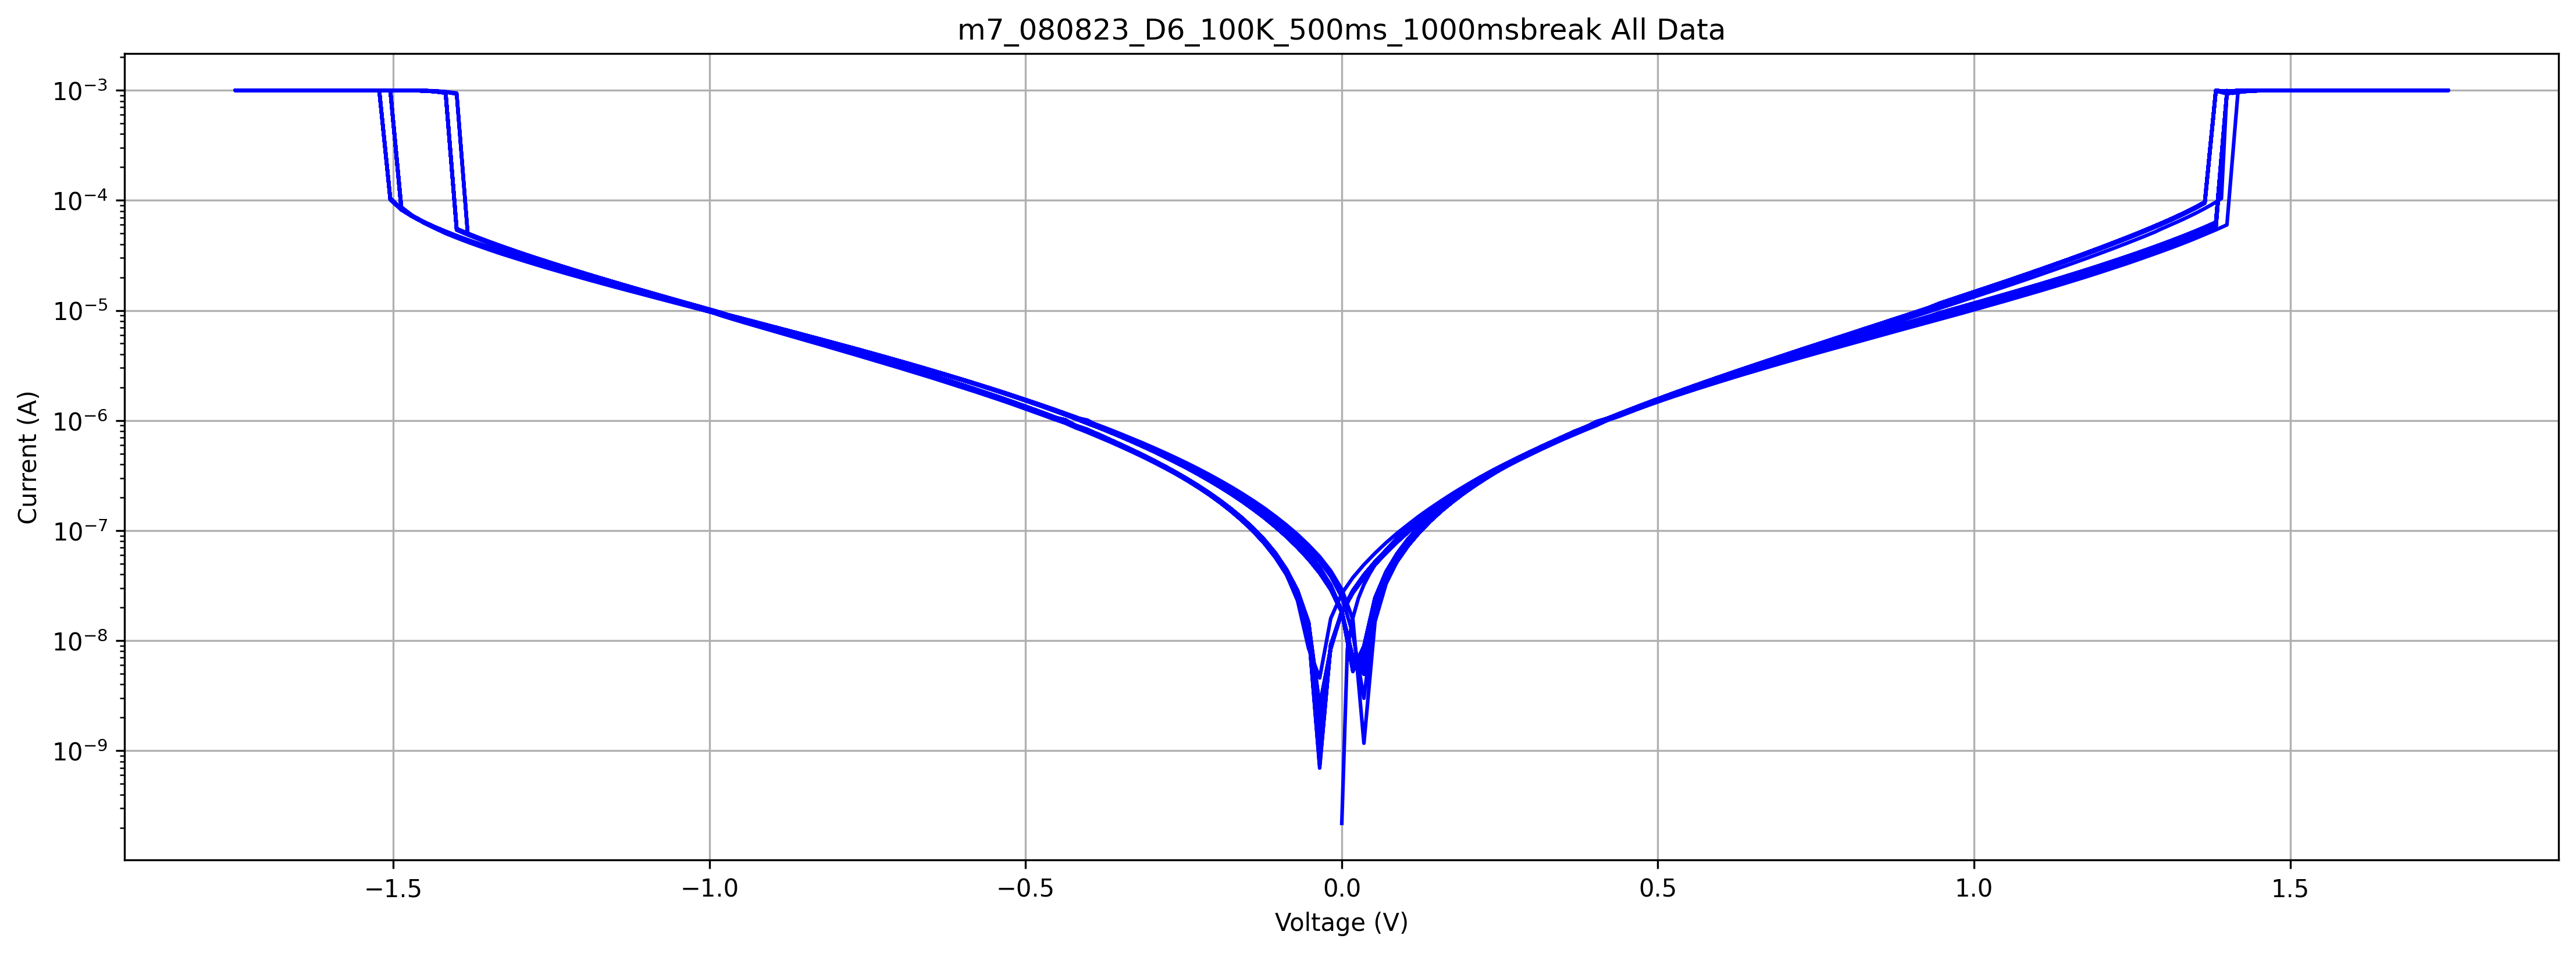 m7_080823_D6_100K_500ms_1000msbreak All Data
Current (A)
10⁻³
10⁻⁴
10⁻⁵
10⁻⁶
10⁻⁷
10⁻⁸
10⁻⁹
−1.5 −1.0 −0.5 0.0 0.5 1.0 1.5
Voltage (V)